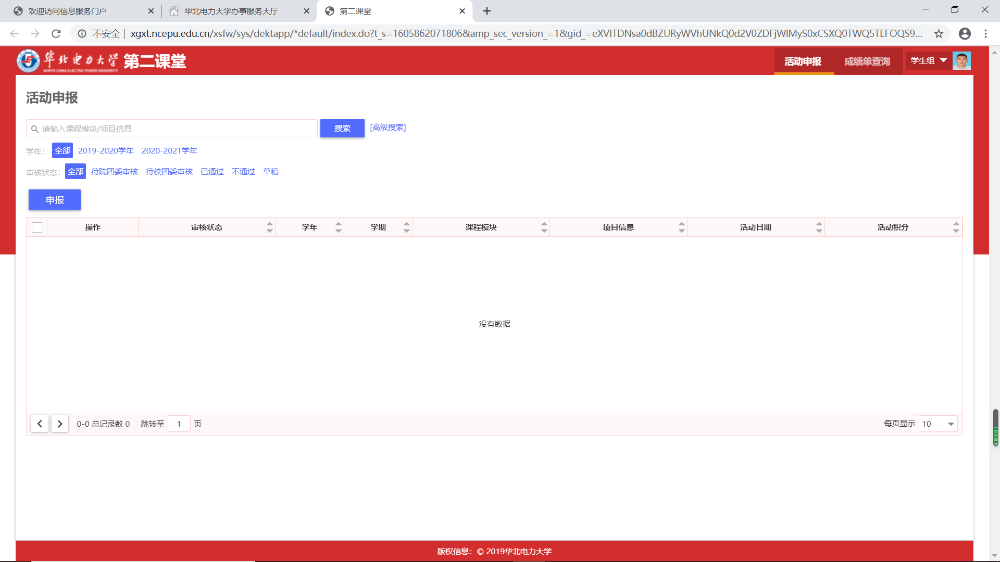 欢迎访问信息服务门户
华北电力大学办事服务大厅
第二课堂
不安全 | xgxt.ncepu.edu.cn/xsfw/sys/dektapp/*default/index.do?t_s=1605862071806&amp_sec_version_=1&gid_=eXVITDNsa0dBZURyWVhUNkQ0d2V0ZDFjWlMyS0xCSXQ0TWQ5TEFOQS9...
华北电力大学 第二课堂
NORTH CHINA ELECTRIC POWER UNIVERSITY
活动申报 成绩单查询 学生组
活动申报
请输入课程模块/项目信息 搜索 [高级搜索]
学年: 全部 2019-2020学年 2020-2021学年
审核状态: 全部 待院团委审核 待校团委审核 已通过 不通过 草稿
申报
操作 审核状态 学年 学期 课程模块 项目信息 活动日期 活动积分
没有数据
0-0 总记录数 0 跳转至 1 页 每页显示 10
版权信息：© 2019华北电力大学